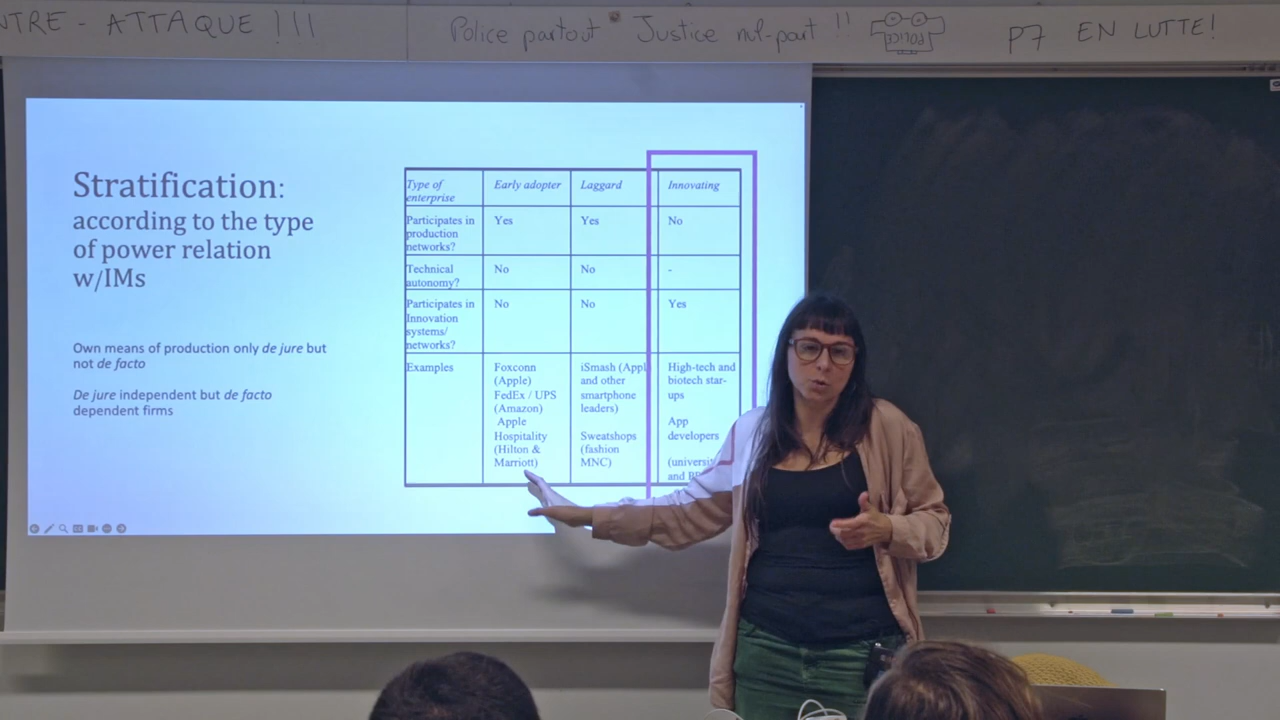 NTRE - ATTAQUE !!!
Police partout Justice nul-part !!
POLICE
P7 EN LUTTE!
Stratification:
according to the type
of power relation
w/IMs
Own means of production only de jure but
not de facto
De jure independent but de facto
dependent firms
Type of
enterprise
Early adopter
Laggard
Innovating
Participates in
production
networks?
Yes
Yes
No
Technical
autonomy?
No
No
-
Participates in
Innovation
systems/
networks?
No
No
Yes
Examples
Foxconn
(Apple)
FedEx / UPS
(Amazon)
Apple
Hospitality
(Hilton &
Marriott)
iSmash (Appl
and other
smartphone
leaders)
Sweatshops
(fashion
MNC)
High-tech and
biotech star-
ups
App
developers
and